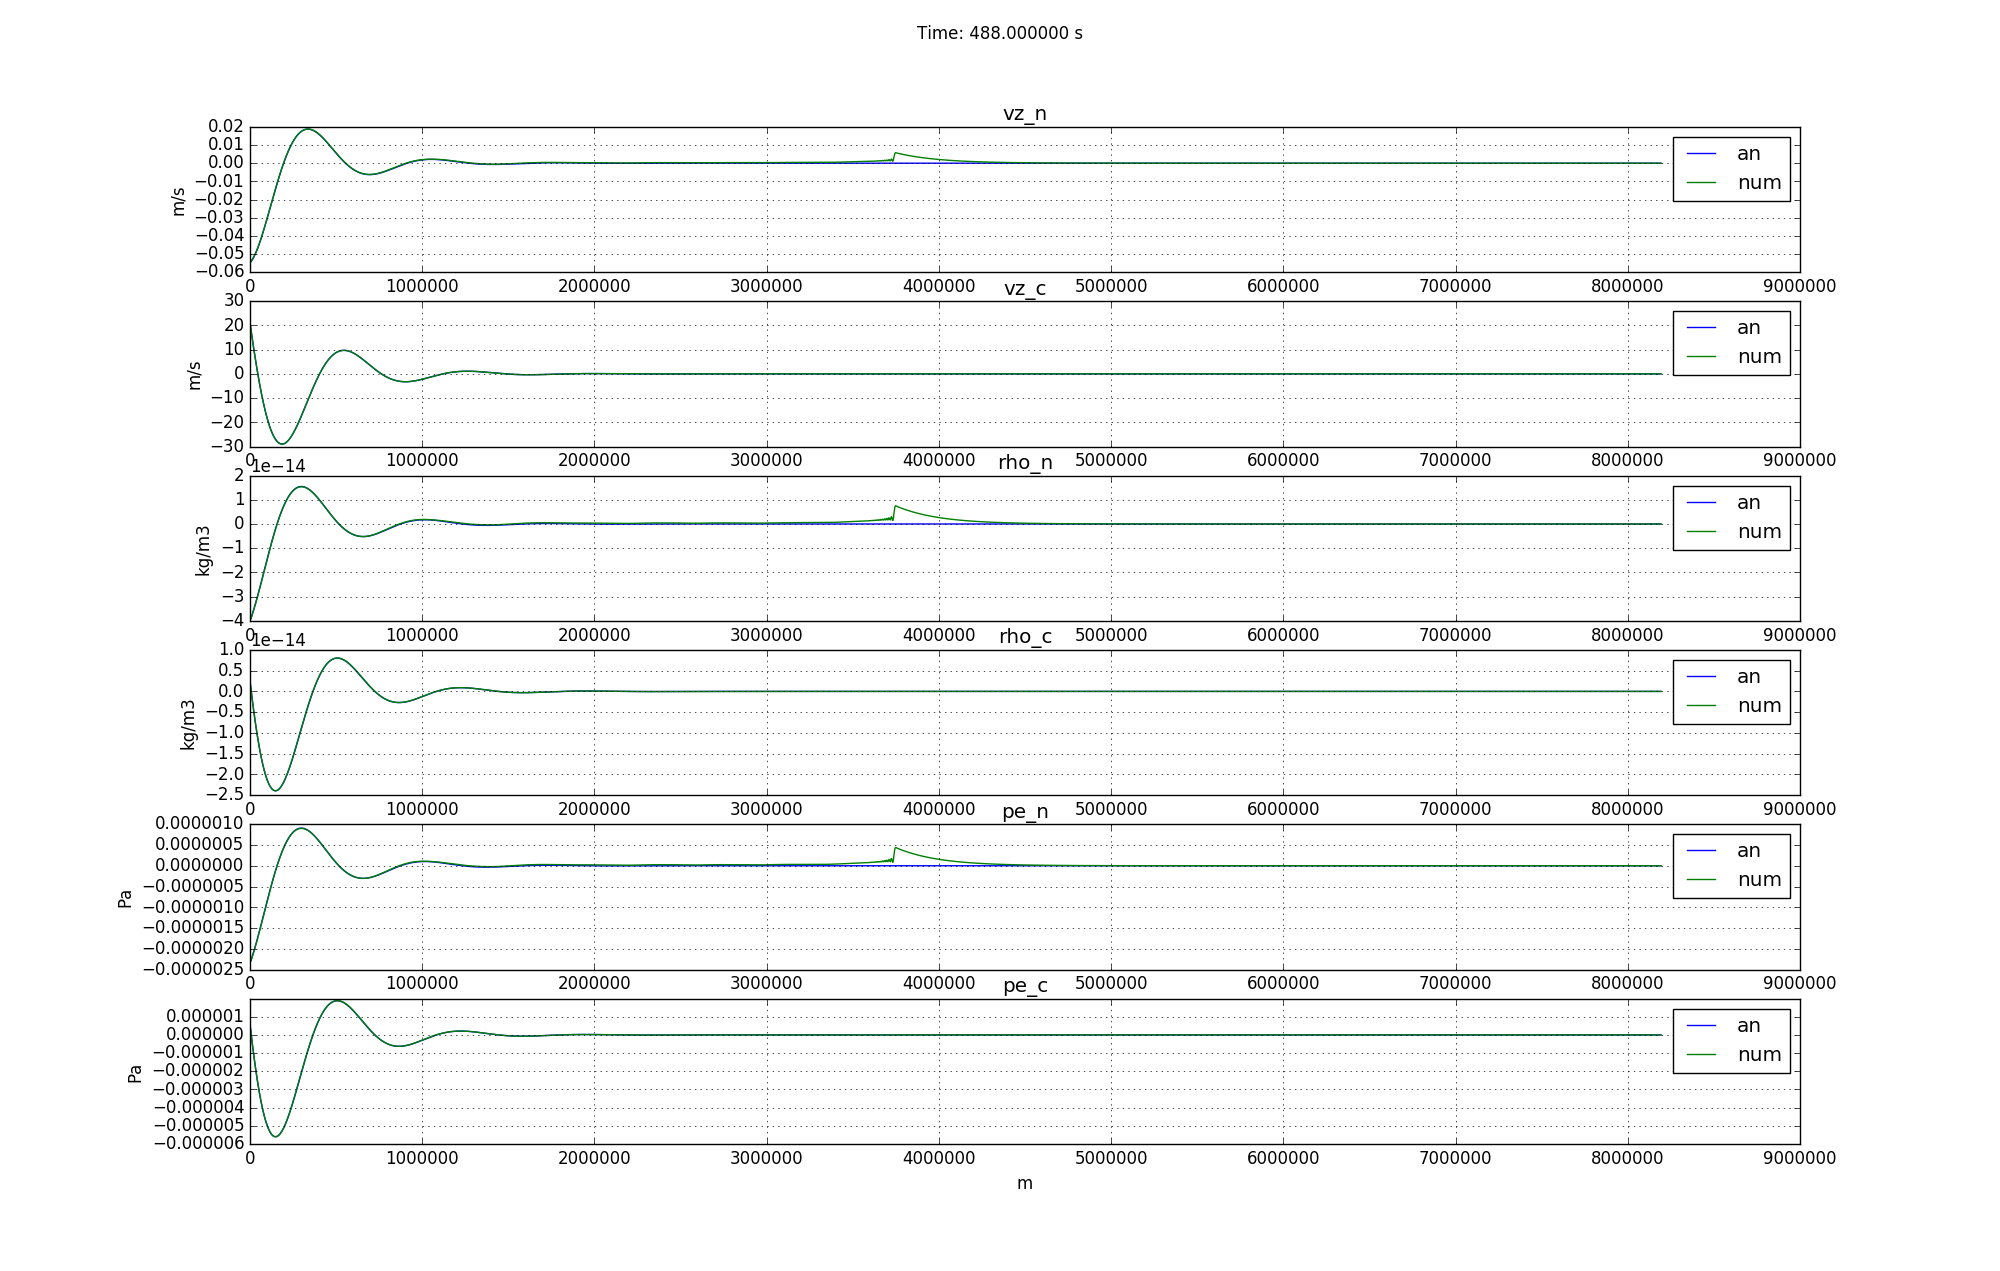 Time: 488.000000 s
vz_n
0.02
0.01
0.00
−0.01
−0.02
−0.03
−0.04
−0.05
−0.06
m/s
an
num
0 1000000 2000000 3000000 4000000 5000000 6000000 7000000 8000000 9000000
vz_c
30
20
10
0
−10
−20
−30
m/s
an
num
0 1000000 2000000 3000000 4000000 5000000 6000000 7000000 8000000 9000000
1e−14
rho_n
2
1
0
−1
−2
−3
−4
kg/m3
an
num
0 1000000 2000000 3000000 4000000 5000000 6000000 7000000 8000000 9000000
1e−14
rho_c
1.0
0.5
0.0
−0.5
−1.0
−1.5
−2.0
−2.5
kg/m3
an
num
0 1000000 2000000 3000000 4000000 5000000 6000000 7000000 8000000 9000000
pe_n
0.0000010
0.0000005
0.0000000
−0.0000005
−0.0000010
−0.0000015
−0.0000020
−0.0000025
Pa
an
num
0 1000000 2000000 3000000 4000000 5000000 6000000 7000000 8000000 9000000
pe_c
0.000001
0.000000
−0.000001
−0.000002
−0.000003
−0.000004
−0.000005
−0.000006
Pa
an
num
0 1000000 2000000 3000000 4000000 5000000 6000000 7000000 8000000 9000000
m